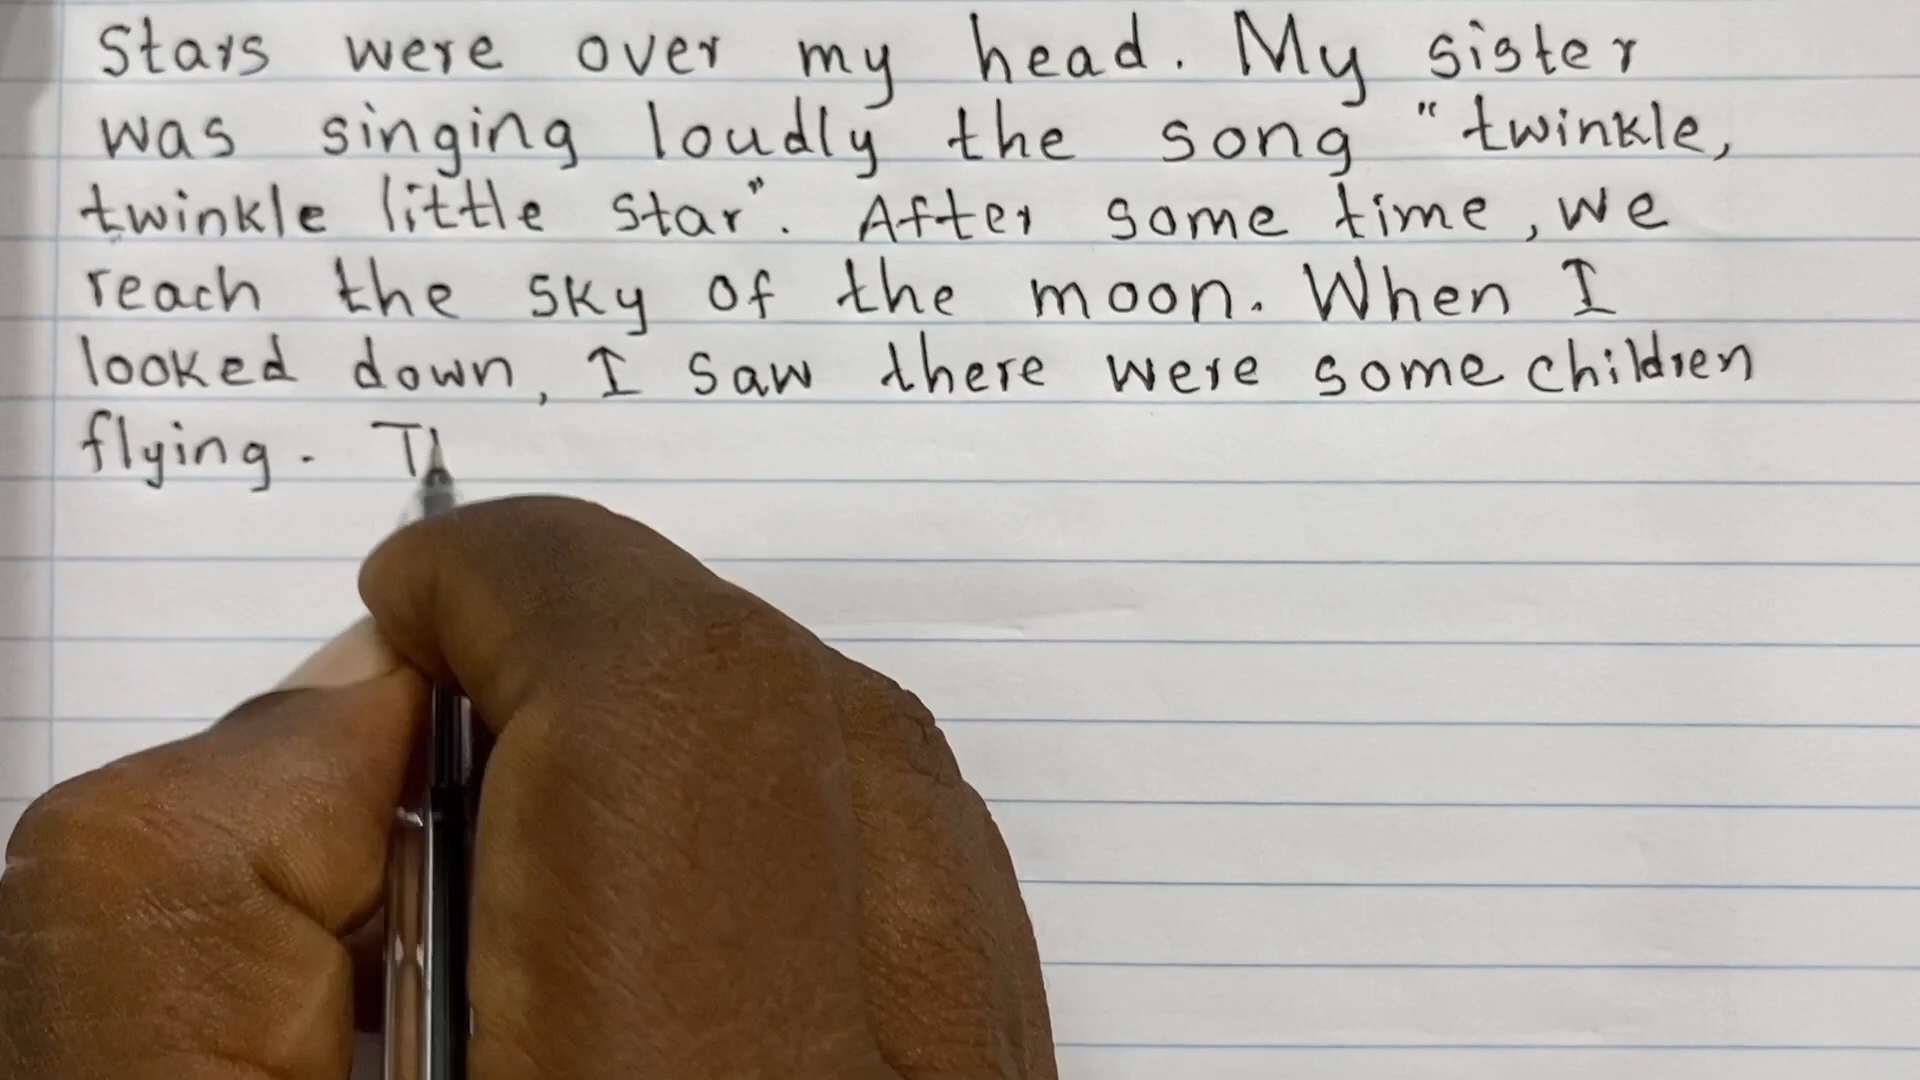 Stars were over my head. My sister
was singing loudly the song "twinkle,
twinkle little star". After some time, we
reach the sky of the moon. When I
looked down, I saw there were some children
flying.